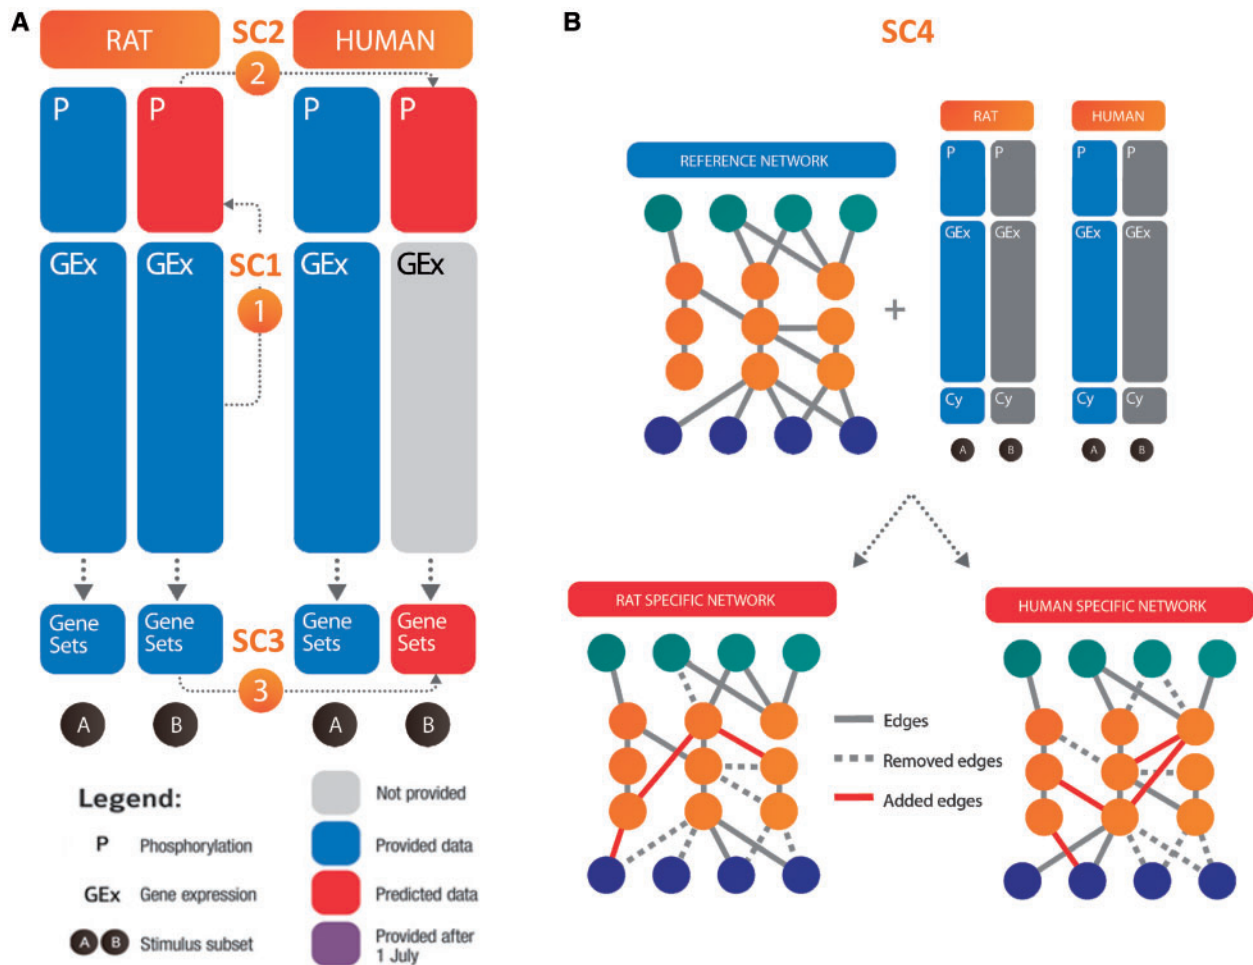 A
RAT
SC2
HUMAN
2
P
P
P
P
GEx
GEx
SC1
GEx
GEx
1
Gene
Sets
Gene
Sets
SC3
Gene
Sets
Gene
Sets
3
A
B
A
B
Legend:
P
Phosphorylation
GEx
Gene expression
A B
Stimulus subset
Not provided
Provided data
Predicted data
Provided after
1 July
B
SC4
REFERENCE NETWORK
+
RAT
HUMAN
P
P
P
P
GEx
GEx
GEx
GEx
Cy
Cy
Cy
Cy
A
B
A
B
RAT SPECIFIC NETWORK
HUMAN SPECIFIC NETWORK
Edges
Removed edges
Added edges